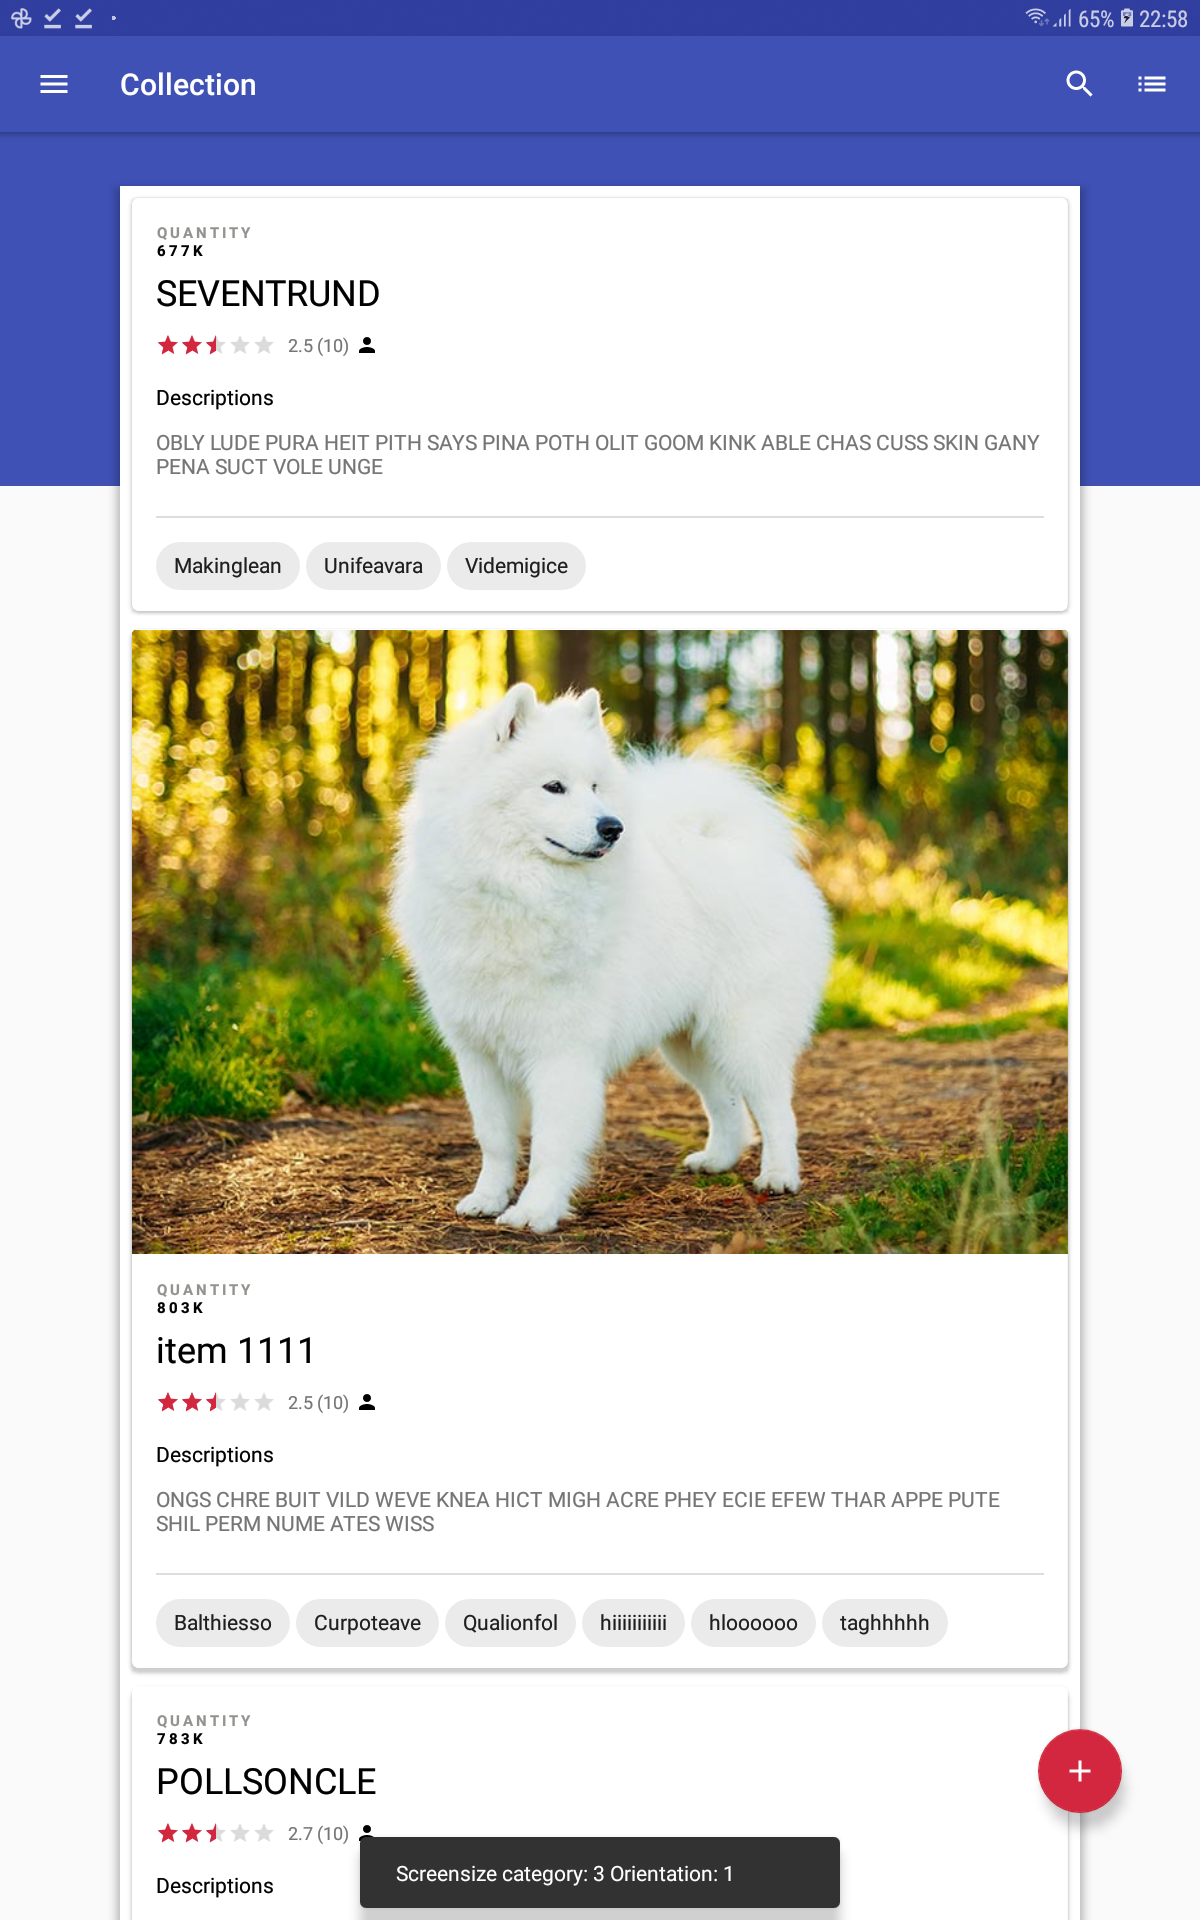 65% 22:58
Collection
QUANTITY
677K
SEVENTRUND
2.5 (10)
Descriptions
OBLY LUDE PURA HEIT PITH SAYS PINA POTH OLIT GOOM KINK ABLE CHAS CUSS SKIN GANY
PENA SUCT VOLE UNGE
Makinglean Unifeavara Videmigice
QUANTITY
803K
item 1111
2.5 (10)
Descriptions
ONGS CHRE BUIT VILD WEVE KNEA HICT MIGH ACRE PHEY ECIE EFEW THAR APPE PUTE
SHIL PERM NUME ATES WISS
Balthiesso Curpoteave Qualionfol hiiiiiiiiiii hloooooo taghhhhh
QUANTITY
783K
POLLSONCLE
2.7 (10)
Descriptions
Screensize category: 3 Orientation: 1